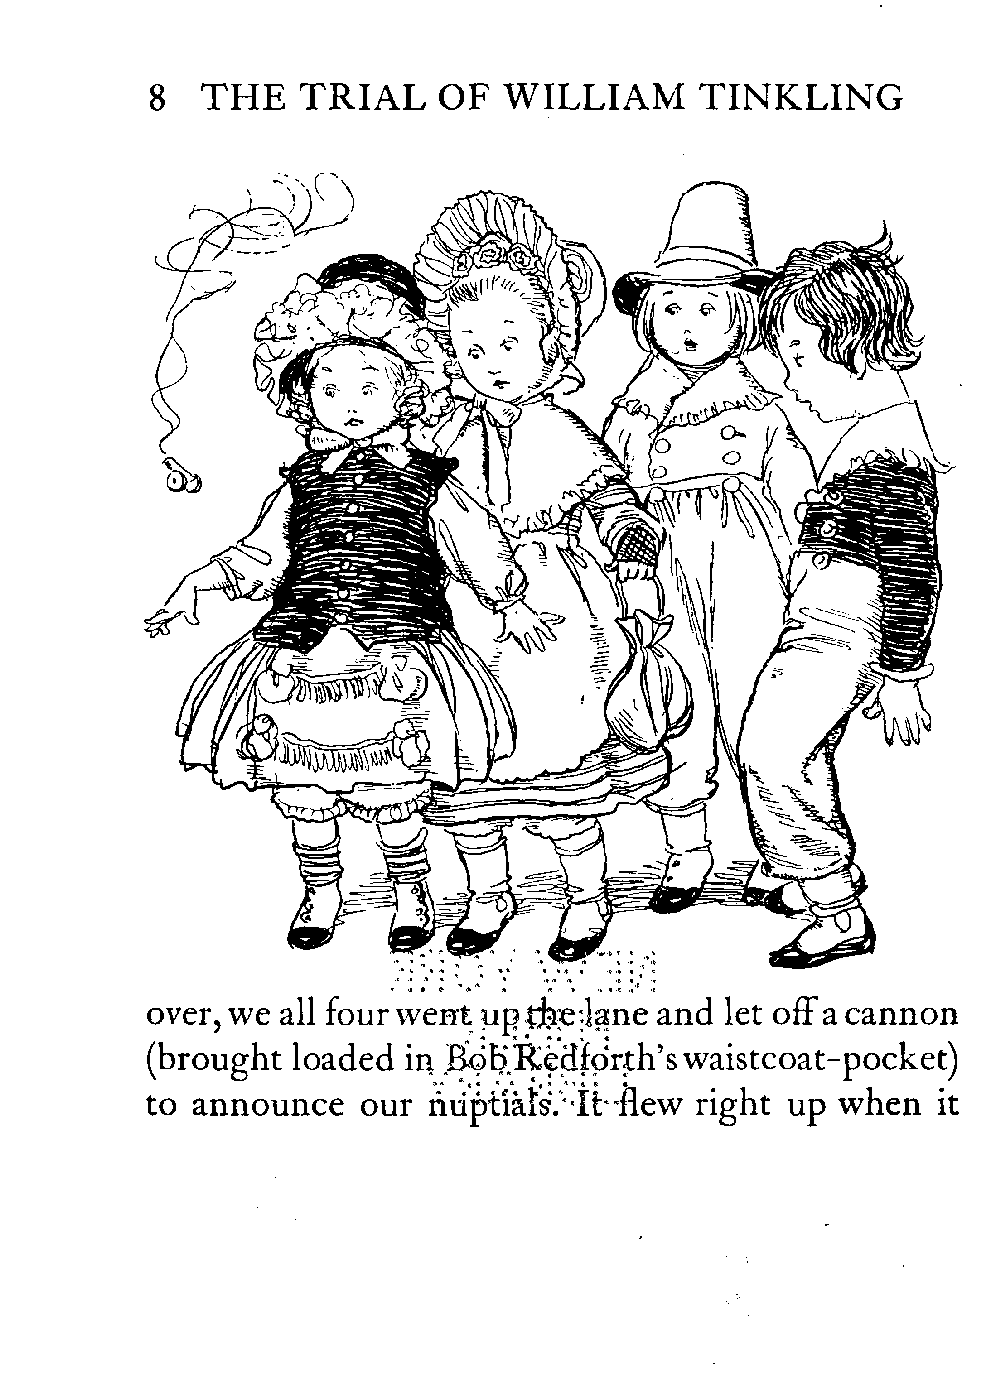 8 THE TRIAL OF WILLIAM TINKLING
over, we all four went up the lane and let off a cannon
(brought loaded in Bob Redforth's waistcoat-pocket)
to announce our nuptials. It flew right up when it